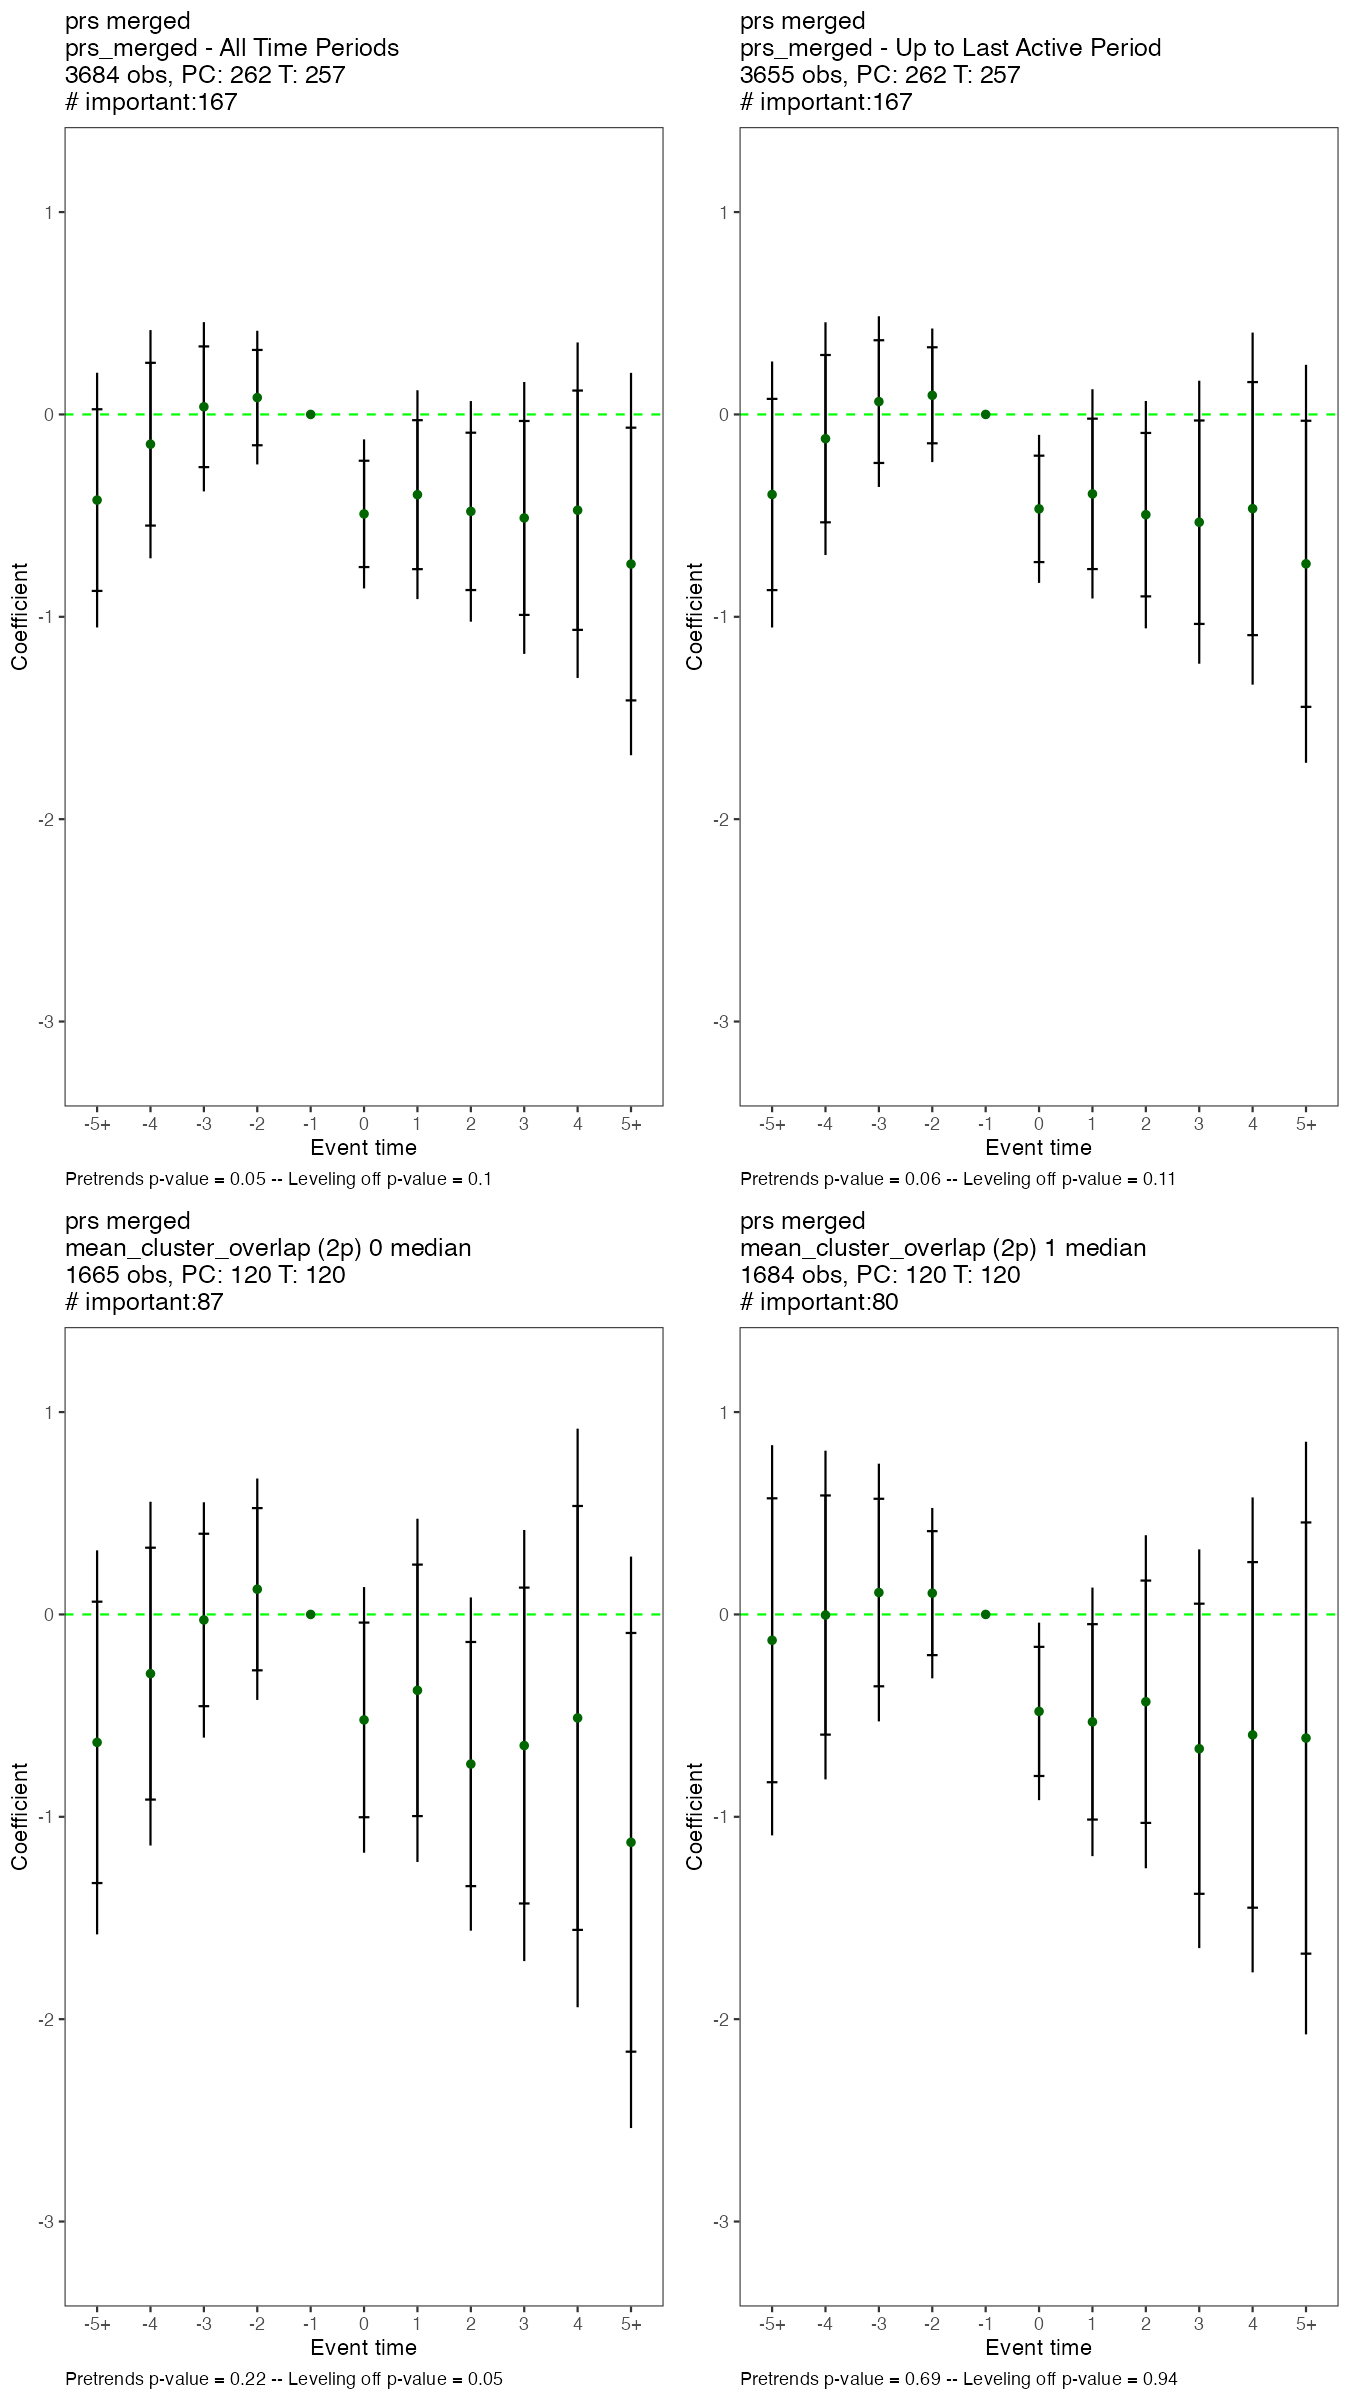 prs merged
prs_merged - All Time Periods
3684 obs, PC: 262 T: 257
# important:167
1
0
-1
-2
-3
Coefficient
-5+ -4 -3 -2 -1 0 1 2 3 4 5+
Event time
Pretrends p-value = 0.05 -- Leveling off p-value = 0.1
prs merged
prs_merged - Up to Last Active Period
3655 obs, PC: 262 T: 257
# important:167
1
0
-1
-2
-3
Coefficient
-5+ -4 -3 -2 -1 0 1 2 3 4 5+
Event time
Pretrends p-value = 0.06 -- Leveling off p-value = 0.11
prs merged
mean_cluster_overlap (2p) 0 median
1665 obs, PC: 120 T: 120
# important:87
1
0
-1
-2
-3
Coefficient
-5+ -4 -3 -2 -1 0 1 2 3 4 5+
Event time
Pretrends p-value = 0.22 -- Leveling off p-value = 0.05
prs merged
mean_cluster_overlap (2p) 1 median
1684 obs, PC: 120 T: 120
# important:80
1
0
-1
-2
-3
Coefficient
-5+ -4 -3 -2 -1 0 1 2 3 4 5+
Event time
Pretrends p-value = 0.69 -- Leveling off p-value = 0.94